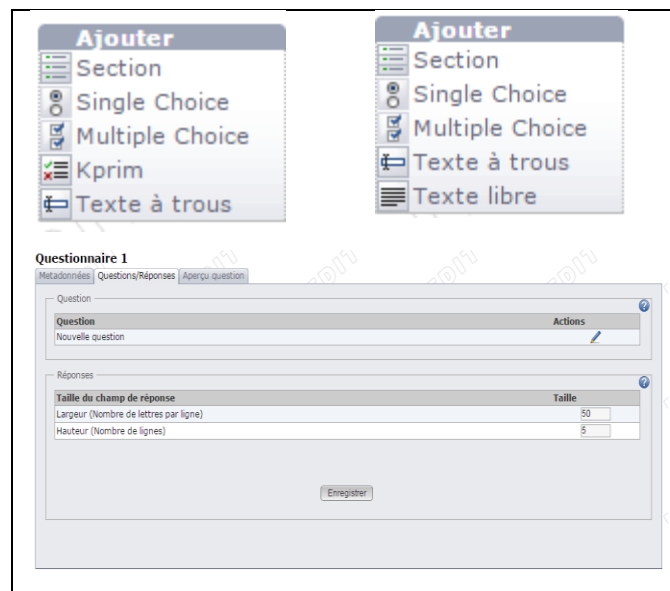 Ajouter
Section
Single Choice
Multiple Choice
Kprim
Texte à trous
Ajouter
Section
Single Choice
Multiple Choice
Texte à trous
Texte libre
Questionnaire 1
Metadonnées Questions/Réponses Aperçu question
Question
Question Actions
Nouvelle question
Réponses
Taille du champ de réponse Taille
Largeur (Nombre de lettres par ligne) 50
Hauteur (Nombre de lignes) 5
Enregistrer